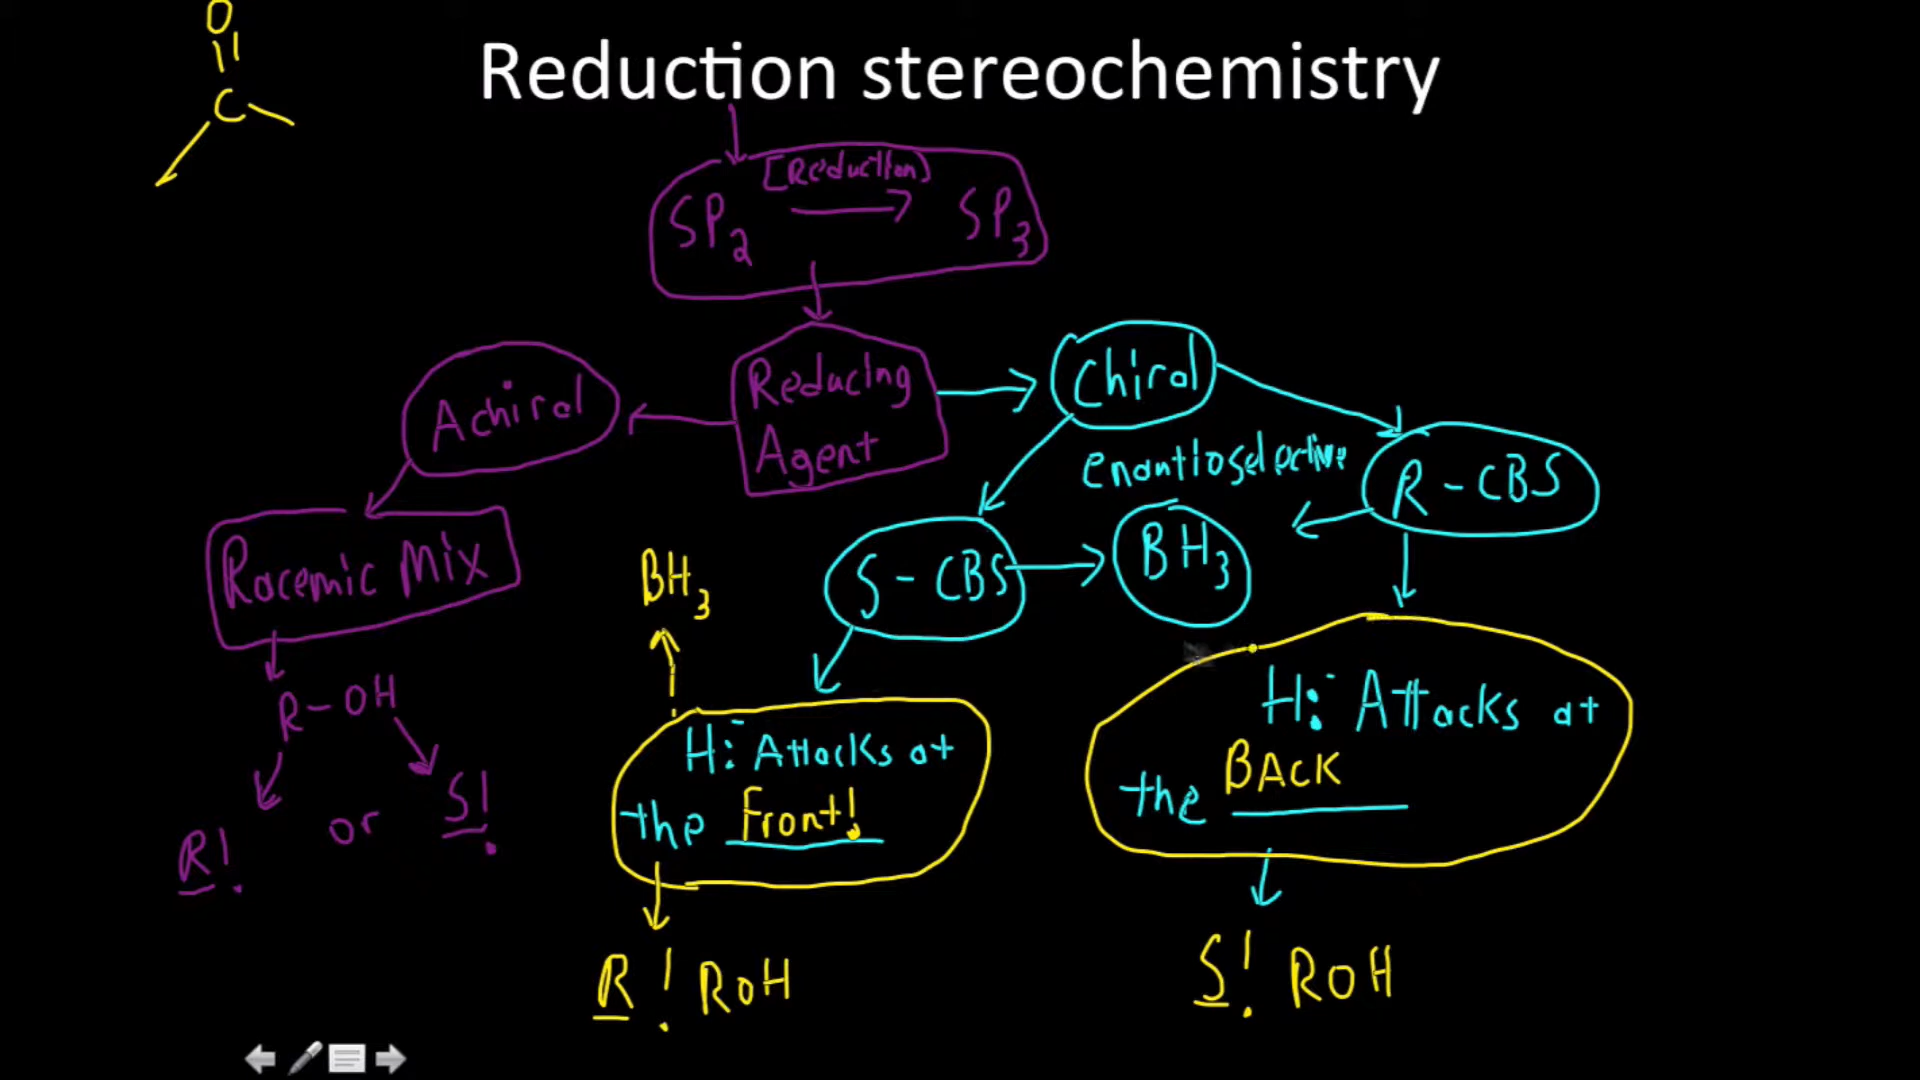 O
C
Reduction stereochemistry
[Reduction]
SP2 SP3
Reducing
Agent
Achiral
Chiral
enantioselective
R-CBS
Racemic Mix
S-CBS
BH3
BH3
R-OH
R! or S!
H:- Attacks at
the Front!
H:- Attacks at
the BACK
R! ROH
S! ROH